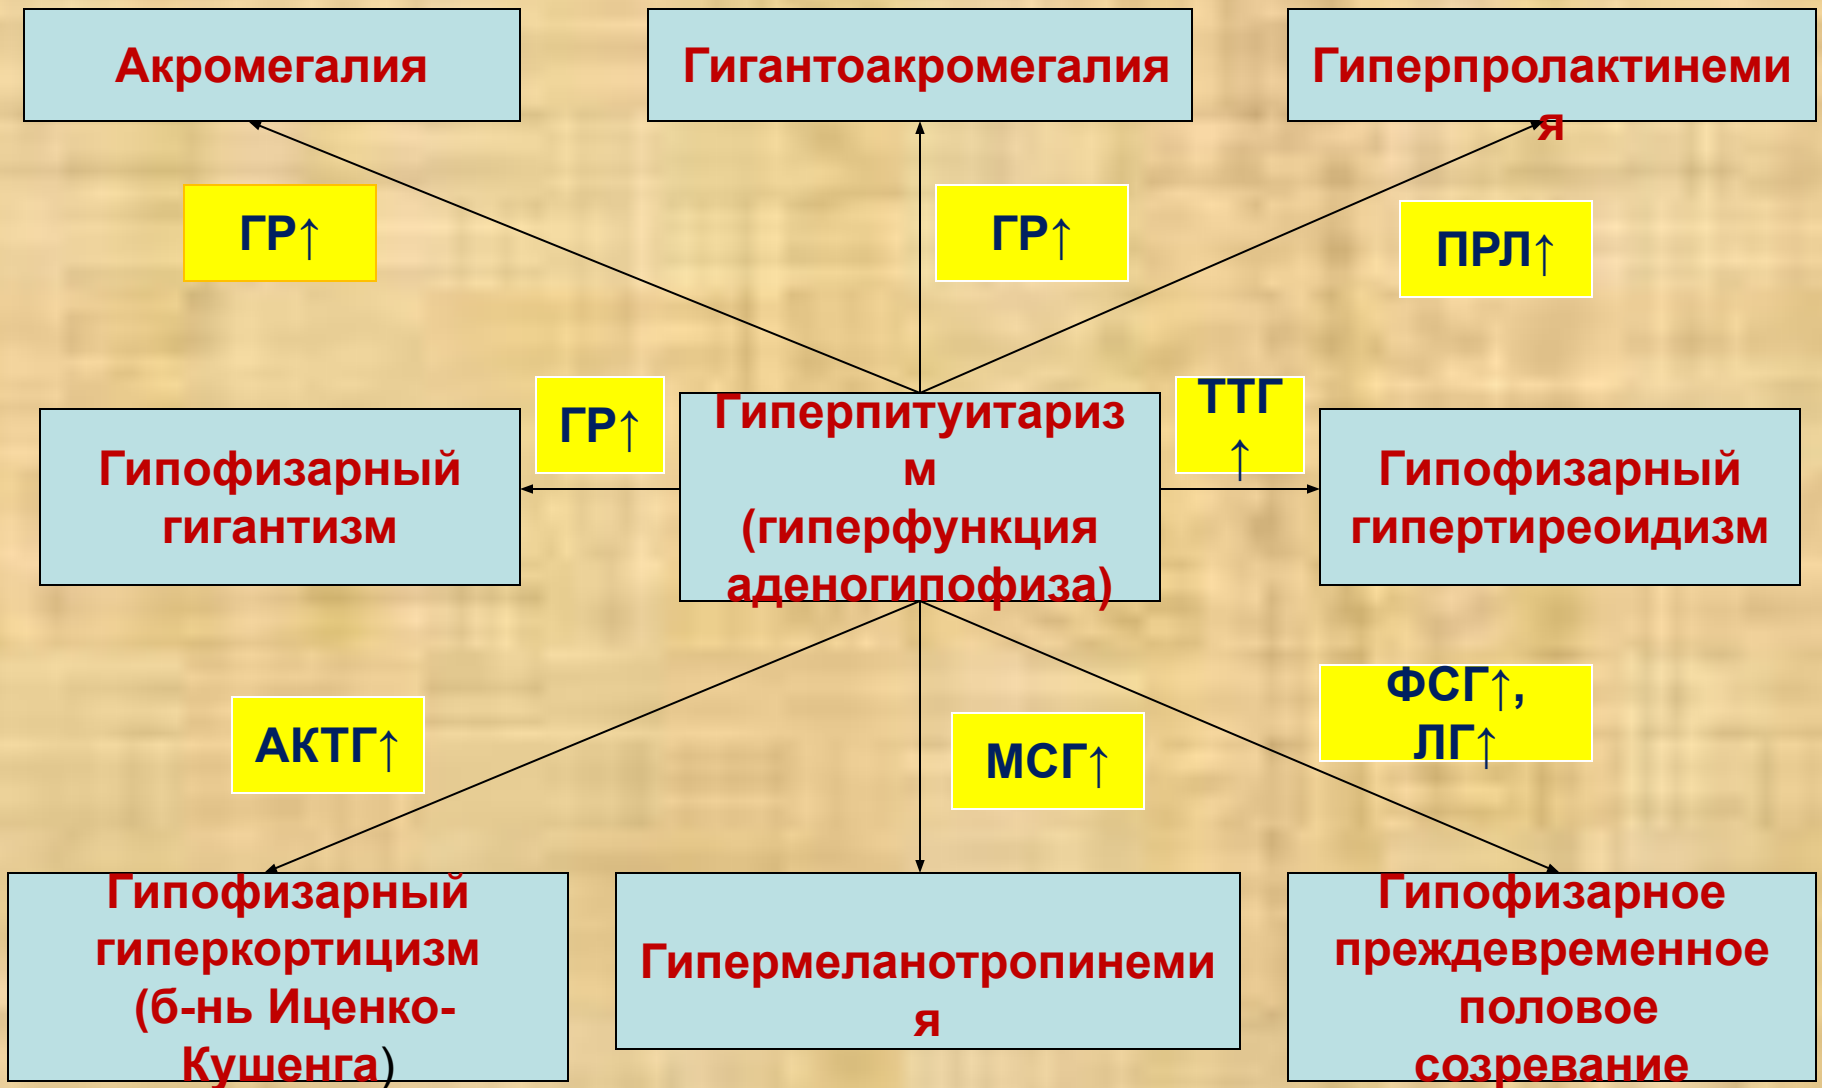 Акромегалия
Гигантоакромегалия
Гиперпролактинеми
я
ГР↑
ГР↑
ПРЛ↑
Гипофизарный
гигантизм
ГР↑
Гиперпитуитариз
м
(гиперфункция
аденогипофиза)
ТТГ
↑
Гипофизарный
гипертиреоидизм
АКТГ↑
МСГ↑
ФСГ↑,
ЛГ↑
Гипофизарный
гиперкортицизм
(б-нь Иценко-
Кушенга)
Гипермеланотропинеми
я
Гипофизарное
преждевременное
половое
созревание